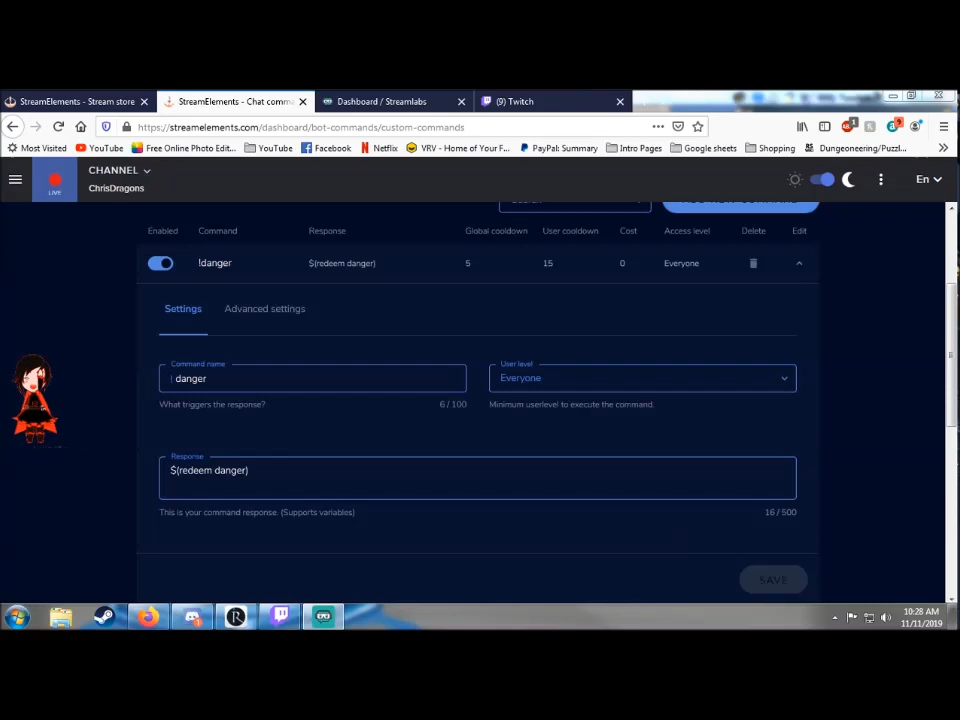 StreamElements - Stream store
StreamElements - Chat comma
Dashboard / Streamlabs
(9) Twitch
https://streamelements.com/dashboard/bot-commands/custom-commands
Most Visited
YouTube
Free Online Photo Edit...
YouTube
Facebook
Netflix
VRV - Home of Your F...
PayPal: Summary
Intro Pages
Google sheets
Shopping
Dungeoneering/Puzzl...
CHANNEL
ChrisDragons
LIVE
En
Enabled
Command
Response
Global cooldown
User cooldown
Cost
Access level
Delete
Edit
!danger
$(redeem danger)
5
15
0
Everyone
Settings
Advanced settings
Command name
! danger
What triggers the response?
6 / 100
User level
Everyone
Minimum userlevel to execute the command.
Response
$(redeem danger)
This is your command response. (Supports variables)
16 / 500
SAVE
10:28 AM
11/11/2019